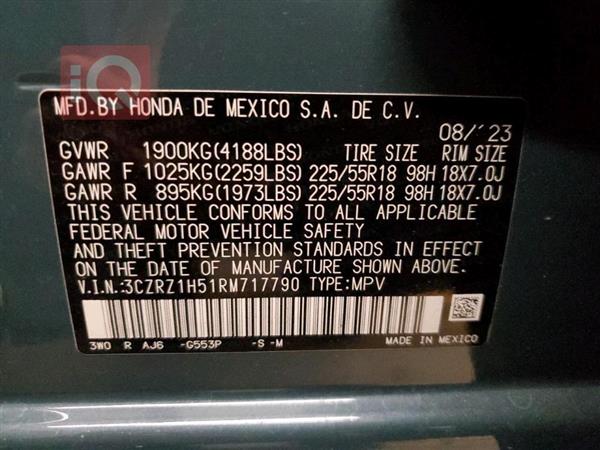 iQ
MFD.BY HONDA DE MEXICO S.A. DE C.V.
08/'23
GVWR 1900KG(4188LBS) TIRE SIZE RIM SIZE
GAWR F 1025KG(2259LBS) 225/55R18 98H 18X7.0J
GAWR R 895KG(1973LBS) 225/55R18 98H 18X7.0J
THIS VEHICLE CONFORMS TO ALL APPLICABLE
FEDERAL MOTOR VEHICLE SAFETY
AND THEFT PREVENTION STANDARDS IN EFFECT
ON THE DATE OF MANUFACTURE SHOWN ABOVE.
V.I.N.:3CZRZ1H51RM717790 TYPE:MPV
3WO R AJ6 -G553P -S -M MADE IN MEXICO